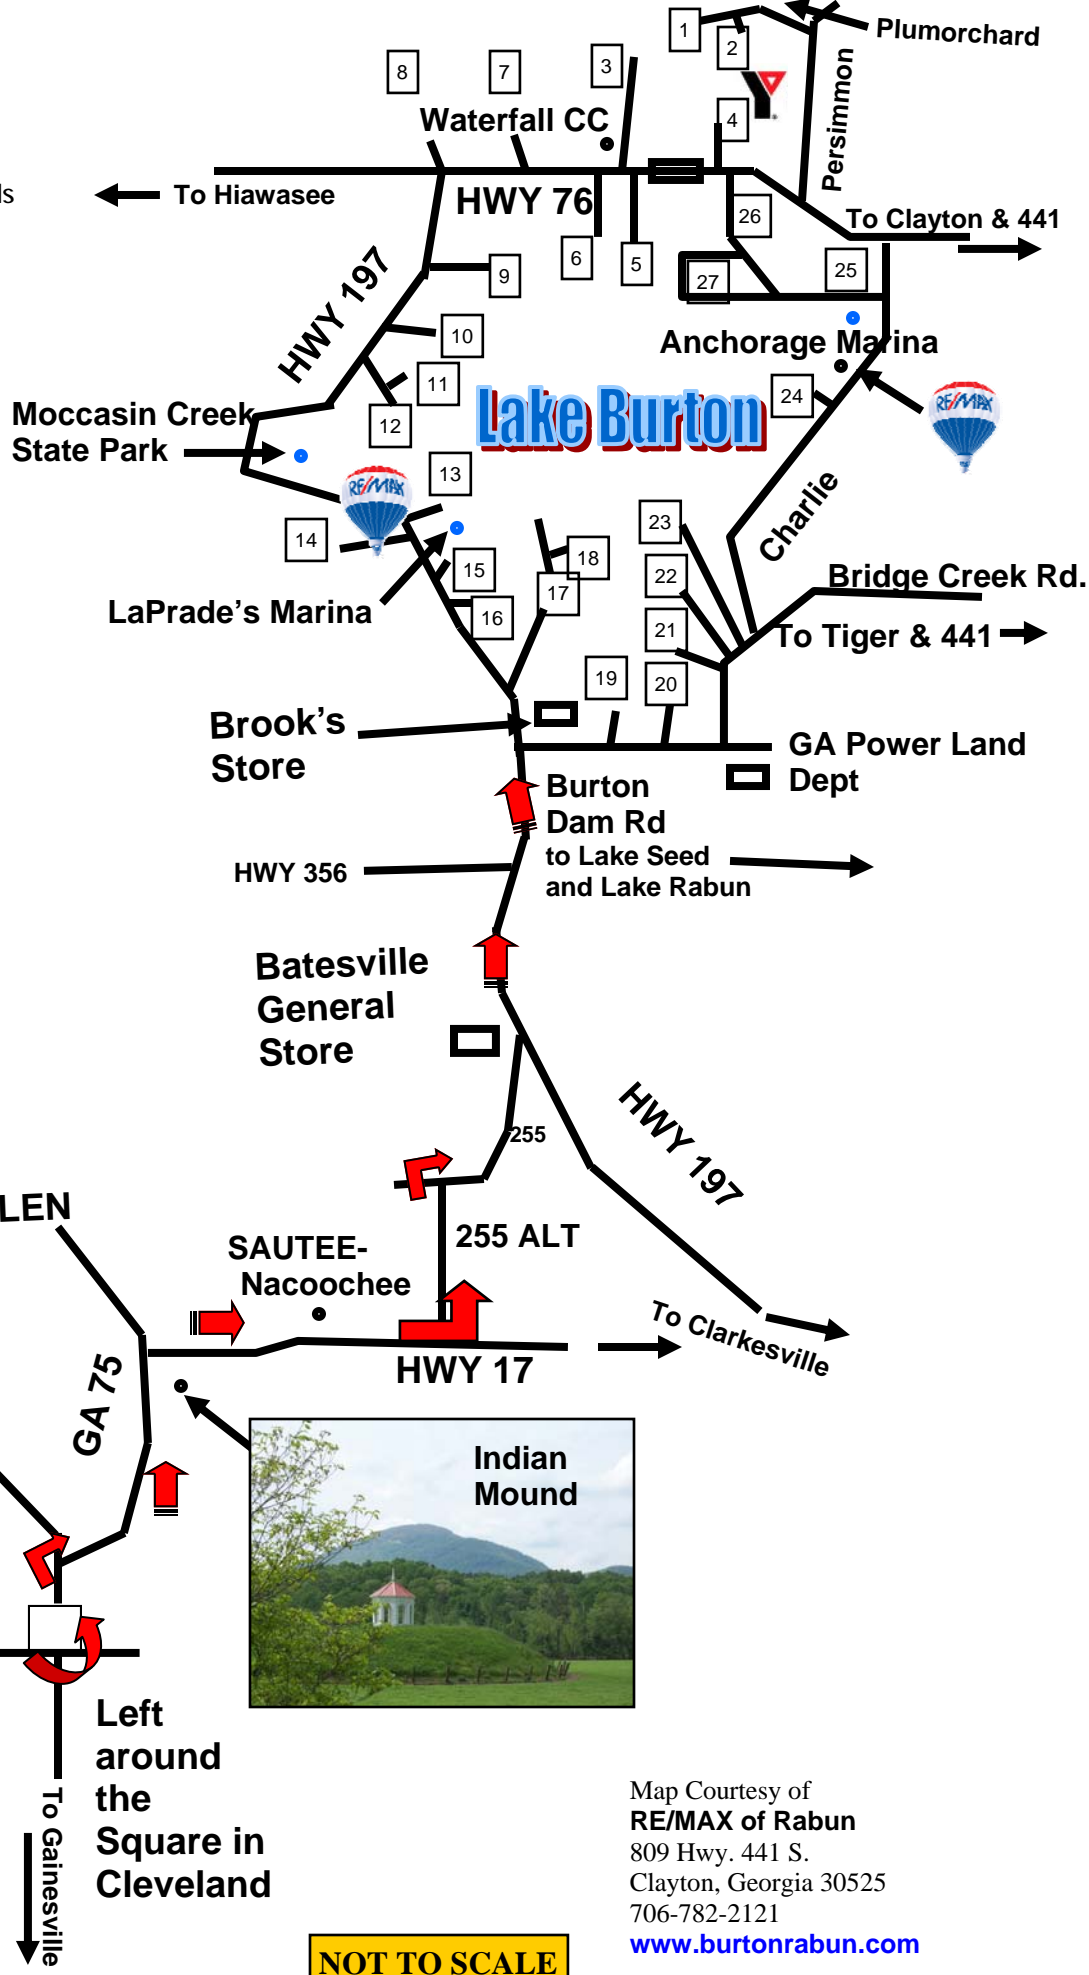 1
Plumorchard
2
3
7
8
Persimmon
4
Waterfall CC
ls
To Hiawasee
HWY 76
26
To Clayton & 441
6
5
25
9
27
HWY 197
10
Anchorage Marina
11
24
RE/MAX
Moccasin Creek
State Park
12
Lake Burton
13
RE/MAX
Charlie
23
14
18
15
22
Bridge Creek Rd.
17
LaPrade's Marina
16
21
To Tiger & 441
19
20
Brook's
Store
GA Power Land
Dept
Burton
Dam Rd
to Lake Seed
and Lake Rabun
HWY 356
Batesville
General
Store
HWY 197
255
LEN
255 ALT
SAUTEE-
Nacoochee
To Clarkesville
HWY 17
GA 75
Indian
Mound
Left
around
the
Square in
Cleveland
To Gainesville
Map Courtesy of
RE/MAX of Rabun
809 Hwy. 441 S.
Clayton, Georgia 30525
706-782-2121
www.burtonrabun.com
NOT TO SCALE